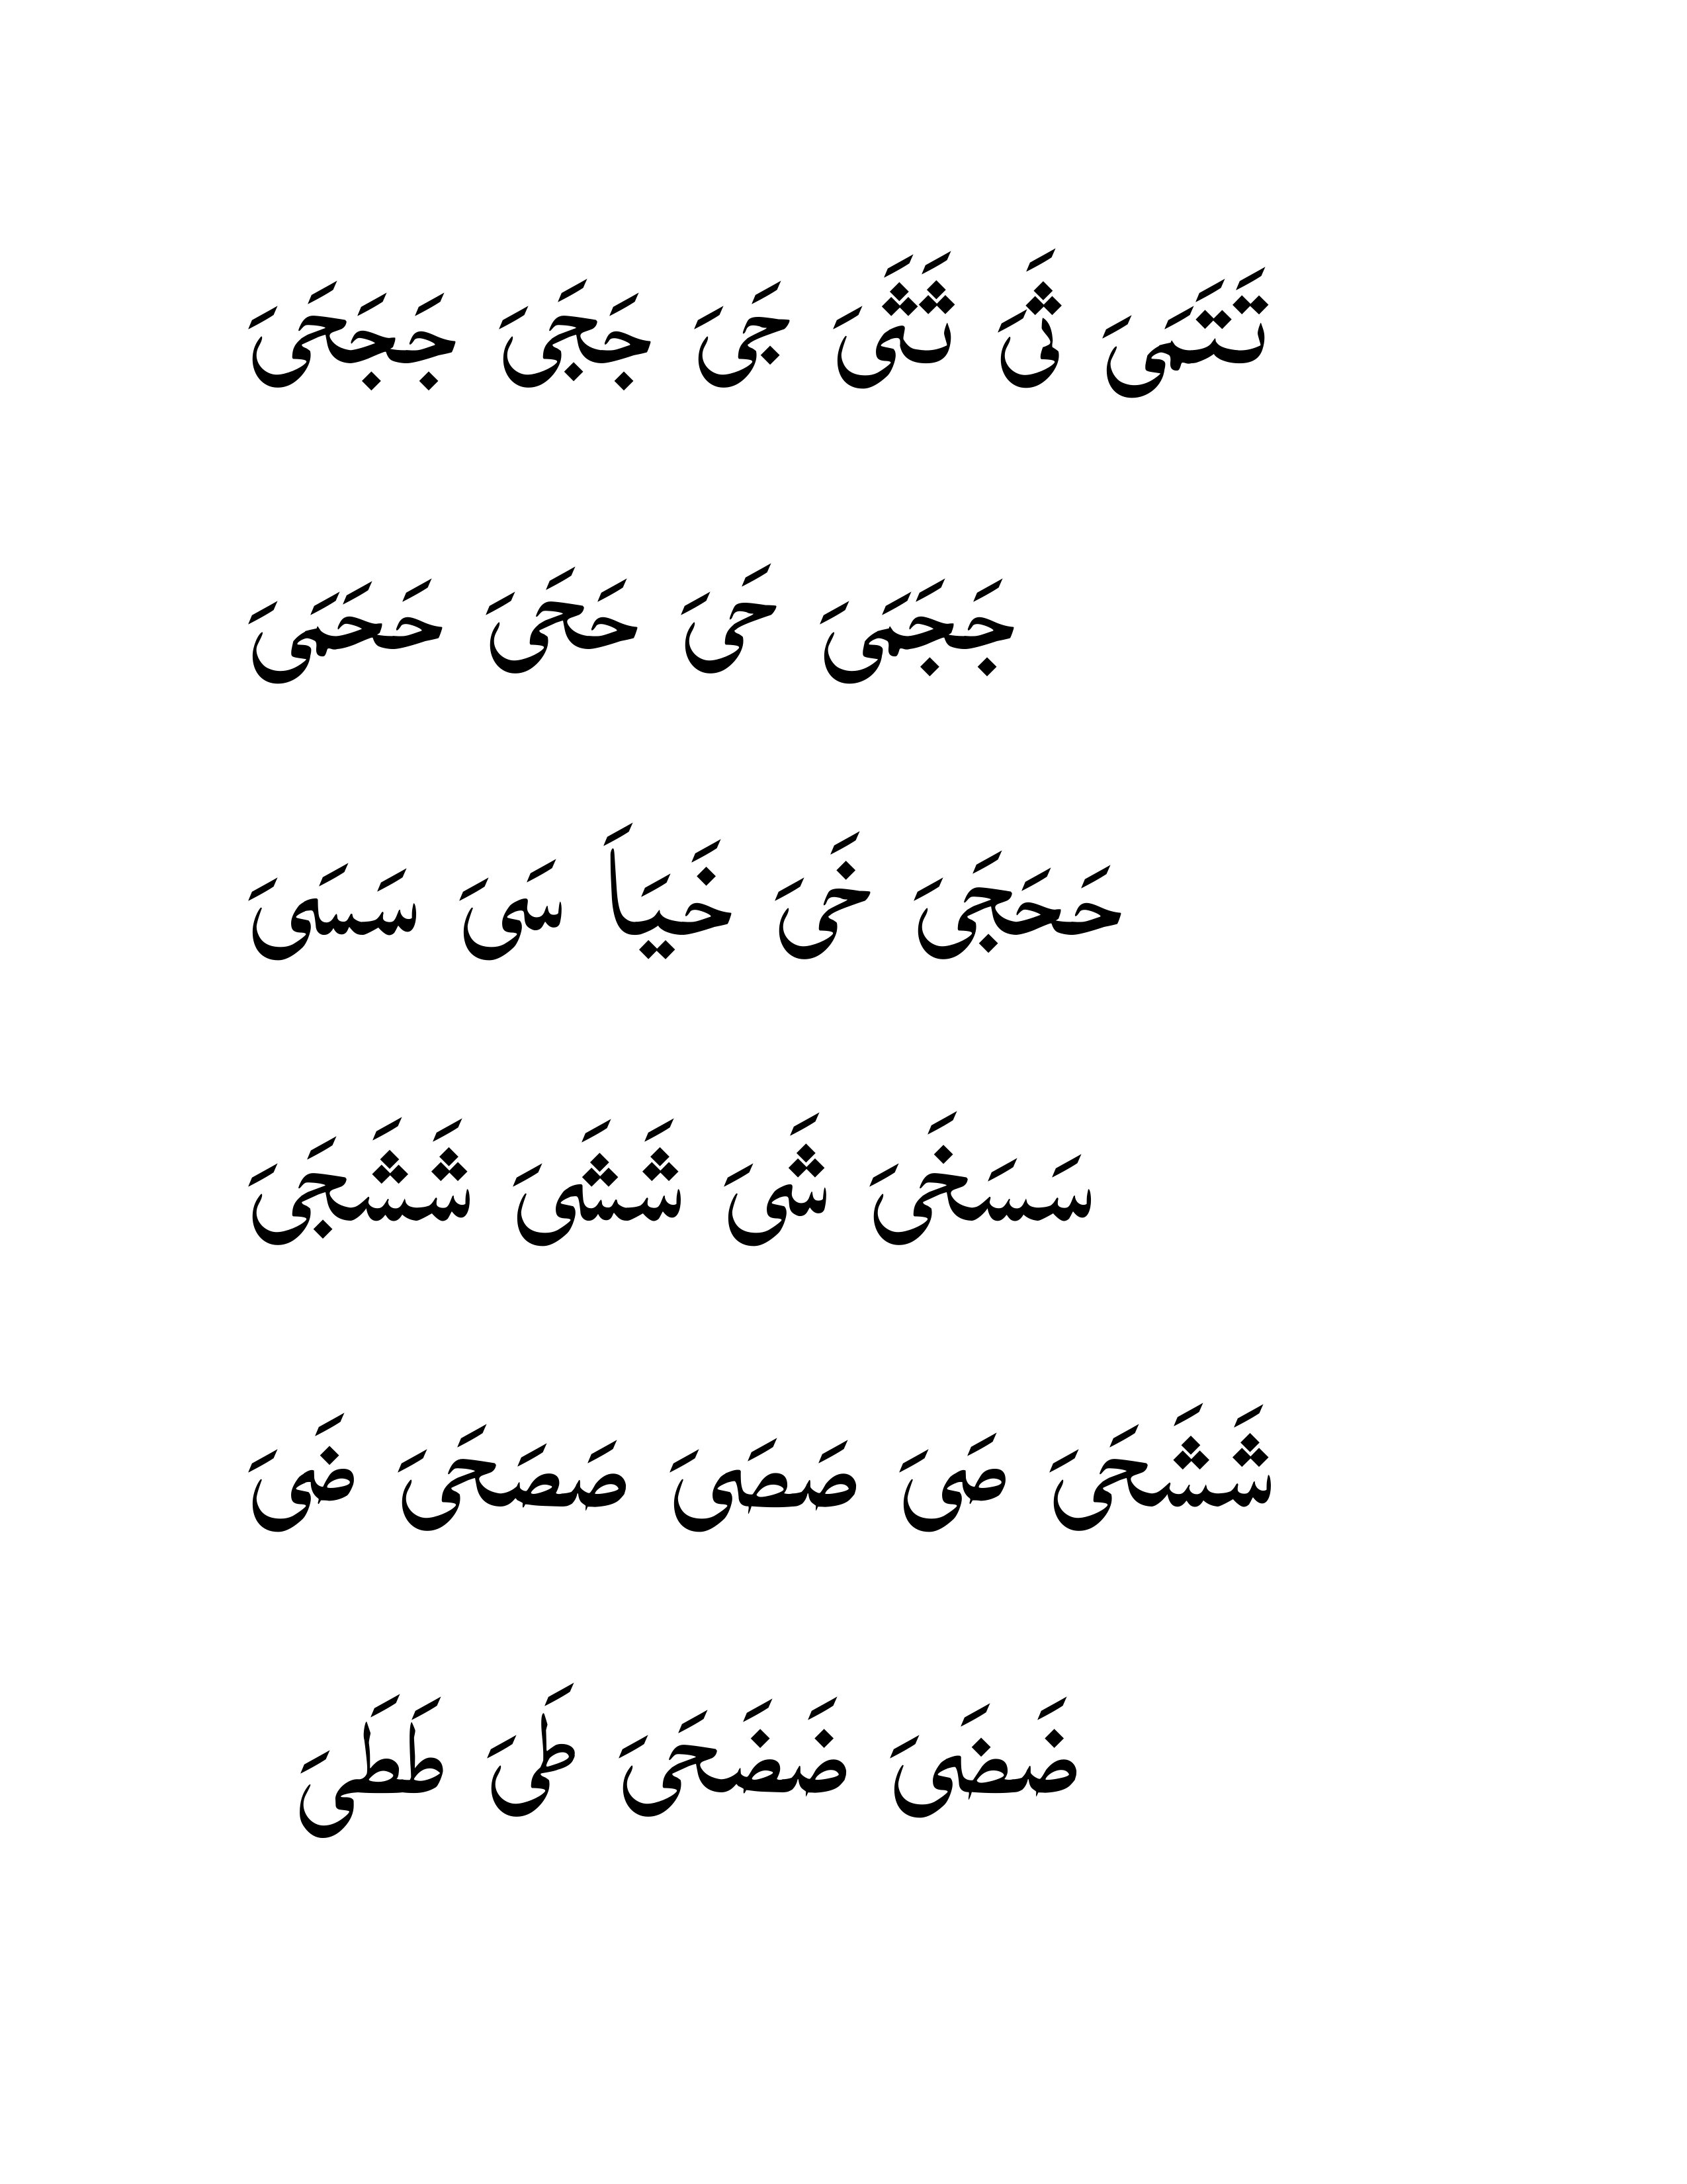 تَتَمَىَ ثَىَ ثَثَىَ جَىَ جَجَىَ جَجَحَىَ
جَجَمَىَ حَىَ حَحَىَ حَحَمَىَ
حَحَجَىَ خَىَ خَيَاَ سَىَ سَسَىَ
سَسَخَىَ شَىَ شَشَىَ شَشَجَىَ
شَشَحَىَ صَىَ صَصَىَ صَصَحَىَ ضَىَ
ضَضَىَ ضَضَحَىَ طَىَ طَطَىَ